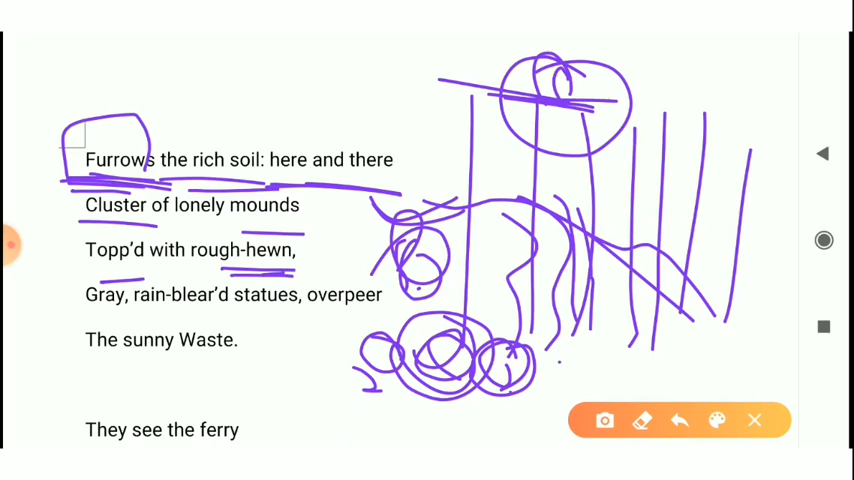 Furrows the rich soil: here and there
Cluster of lonely mounds
Topp’d with rough-hewn,
Gray, rain-blear’d statues, overpeer
The sunny Waste.
They see the ferry